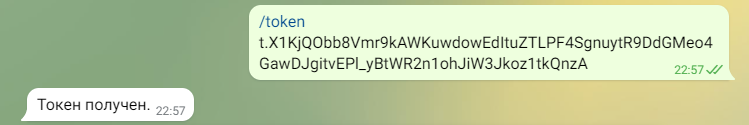 /token
t.X1KjQObb8Vmr9kAWKuwdowEdItuZTLPF4SgnuytR9DdGMeo4
GawDJgitvEPl_yBtWR2n1ohJiW3Jkoz1tkQnzA
22:57
Токен получен. 22:57